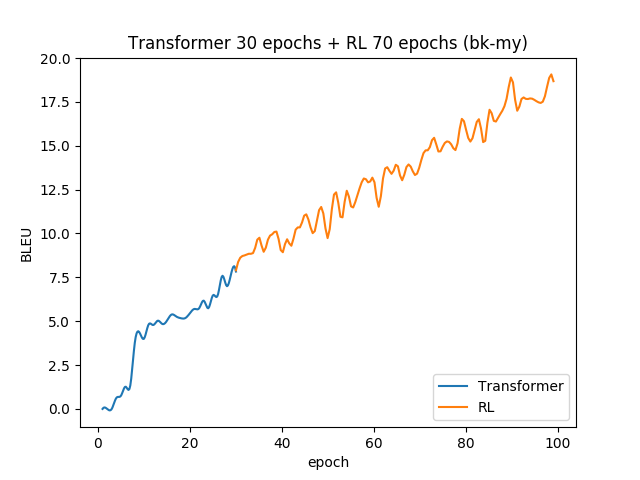 Transformer 30 epochs + RL 70 epochs (bk-my)
20.0
17.5
15.0
12.5
10.0
7.5
5.0
2.5
0.0
BLEU
Transformer
RL
0 20 40 60 80 100
epoch